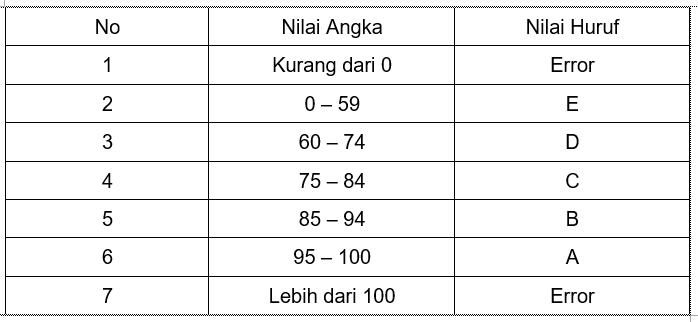 No Nilai Angka Nilai Huruf
1 Kurang dari 0 Error
2 0 – 59 E
3 60 – 74 D
4 75 – 84 C
5 85 – 94 B
6 95 – 100 A
7 Lebih dari 100 Error